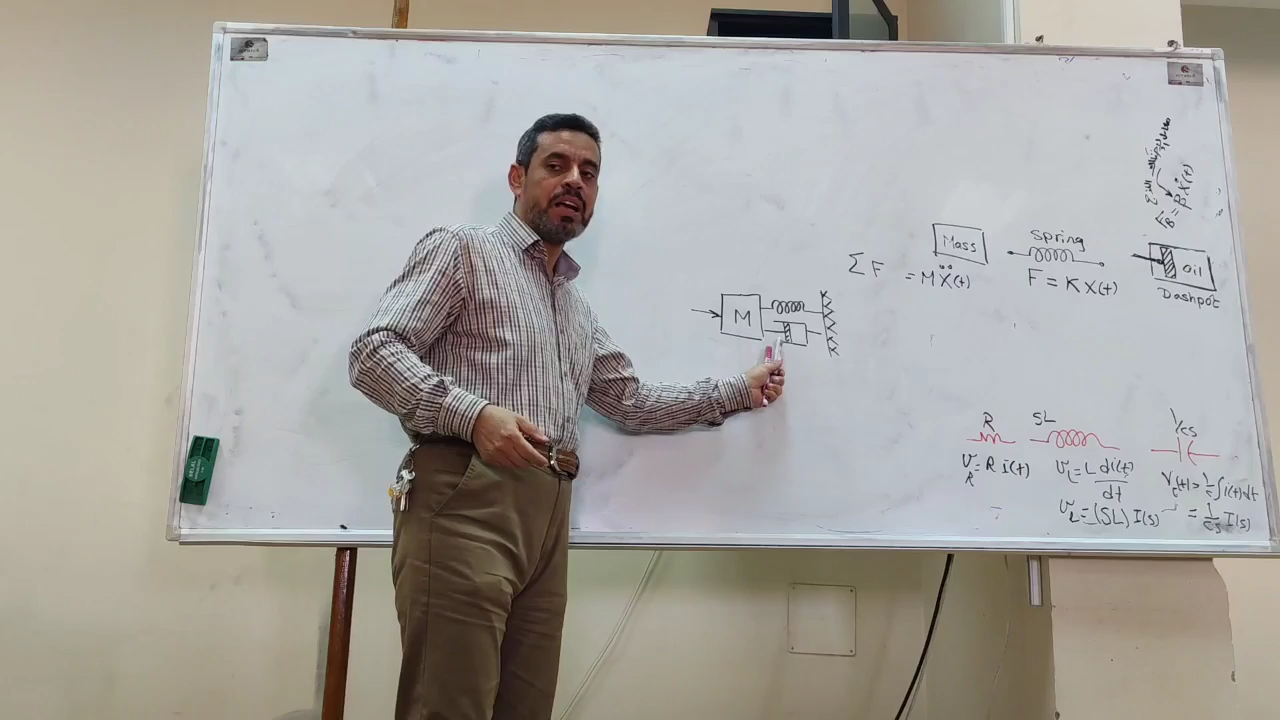 Mass
Spring
Oil
Dashpot
ΣF = MẌ(t)
F = K X(t)
F_B = BẊ(t)
M
R
SL
1/CS
V_R = R I(t)
V_L = L di(t)/dt
V_L = (SL) I(s)
V_c(t) = 1/c ∫ i(t) dt
= 1/CS I(s)